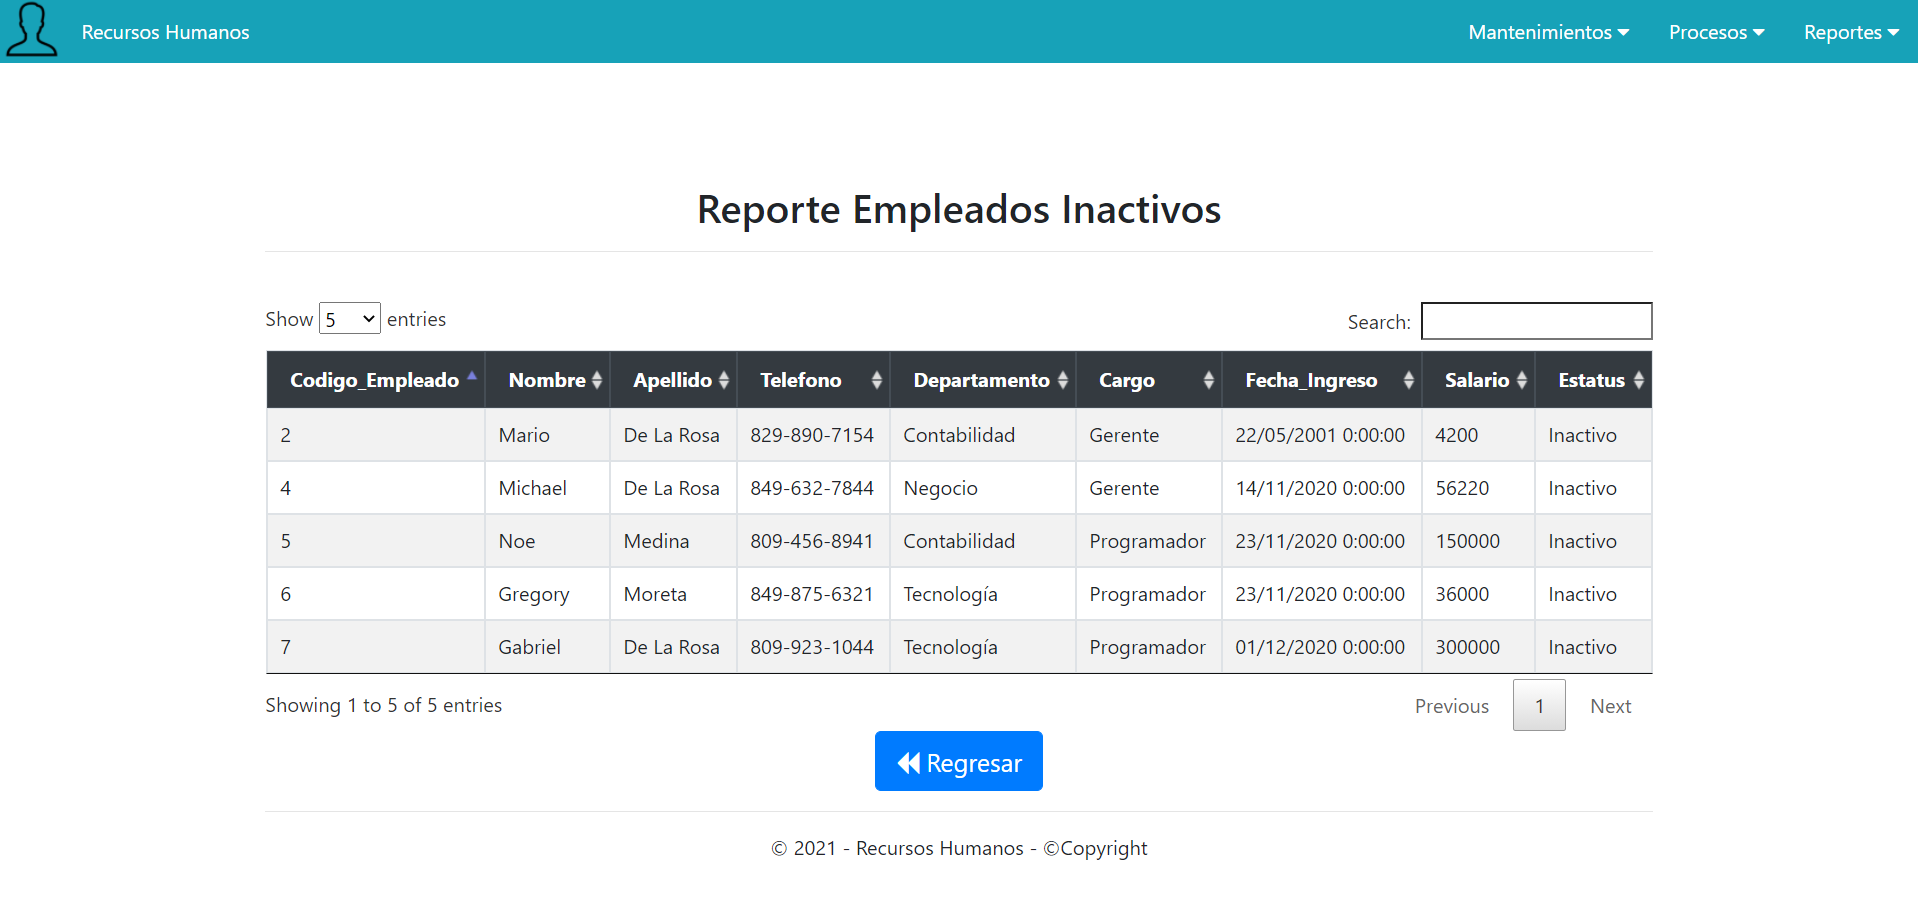 Recursos Humanos Mantenimientos Procesos Reportes
Reporte Empleados Inactivos
Show 5 entries Search:
Codigo_Empleado Nombre Apellido Telefono Departamento Cargo Fecha_Ingreso Salario Estatus
2 Mario De La Rosa 829-890-7154 Contabilidad Gerente 22/05/2001 0:00:00 4200 Inactivo
4 Michael De La Rosa 849-632-7844 Negocio Gerente 14/11/2020 0:00:00 56220 Inactivo
5 Noe Medina 809-456-8941 Contabilidad Programador 23/11/2020 0:00:00 150000 Inactivo
6 Gregory Moreta 849-875-6321 Tecnología Programador 23/11/2020 0:00:00 36000 Inactivo
7 Gabriel De La Rosa 809-923-1044 Tecnología Programador 01/12/2020 0:00:00 300000 Inactivo
Showing 1 to 5 of 5 entries Previous 1 Next
Regresar
© 2021 - Recursos Humanos - ©Copyright